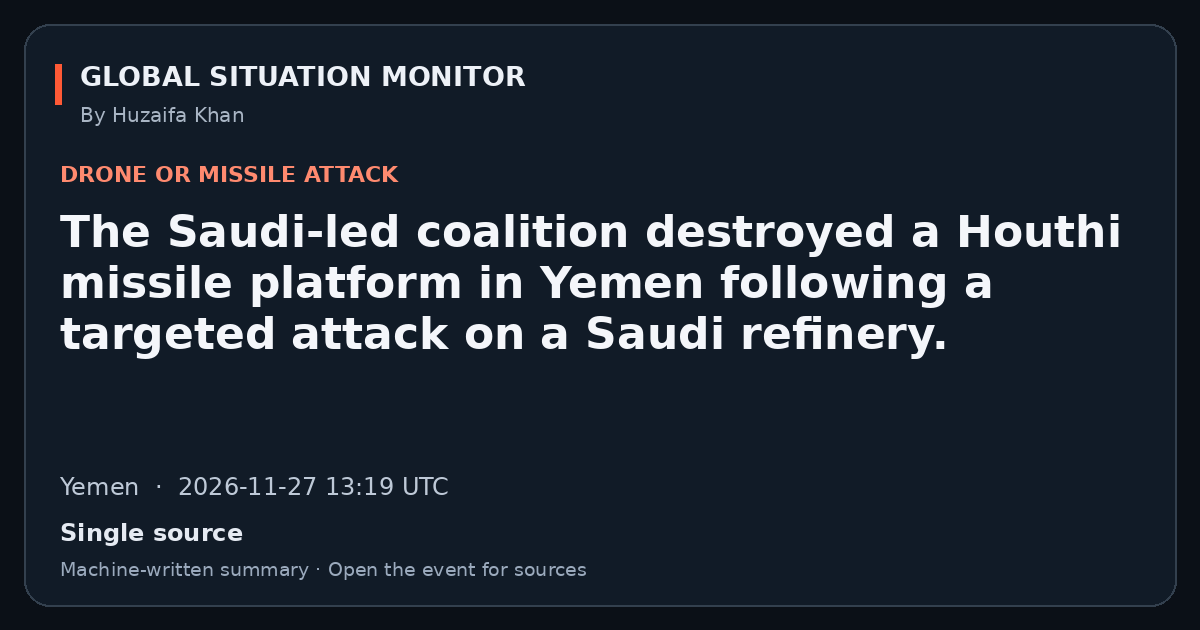 GLOBAL SITUATION MONITOR
By Huzaifa Khan
DRONE OR MISSILE ATTACK
The Saudi-led coalition destroyed a Houthi
missile platform in Yemen following a
targeted attack on a Saudi refinery.
Yemen · 2026-11-27 13:19 UTC
Single source
Machine-written summary · Open the event for sources